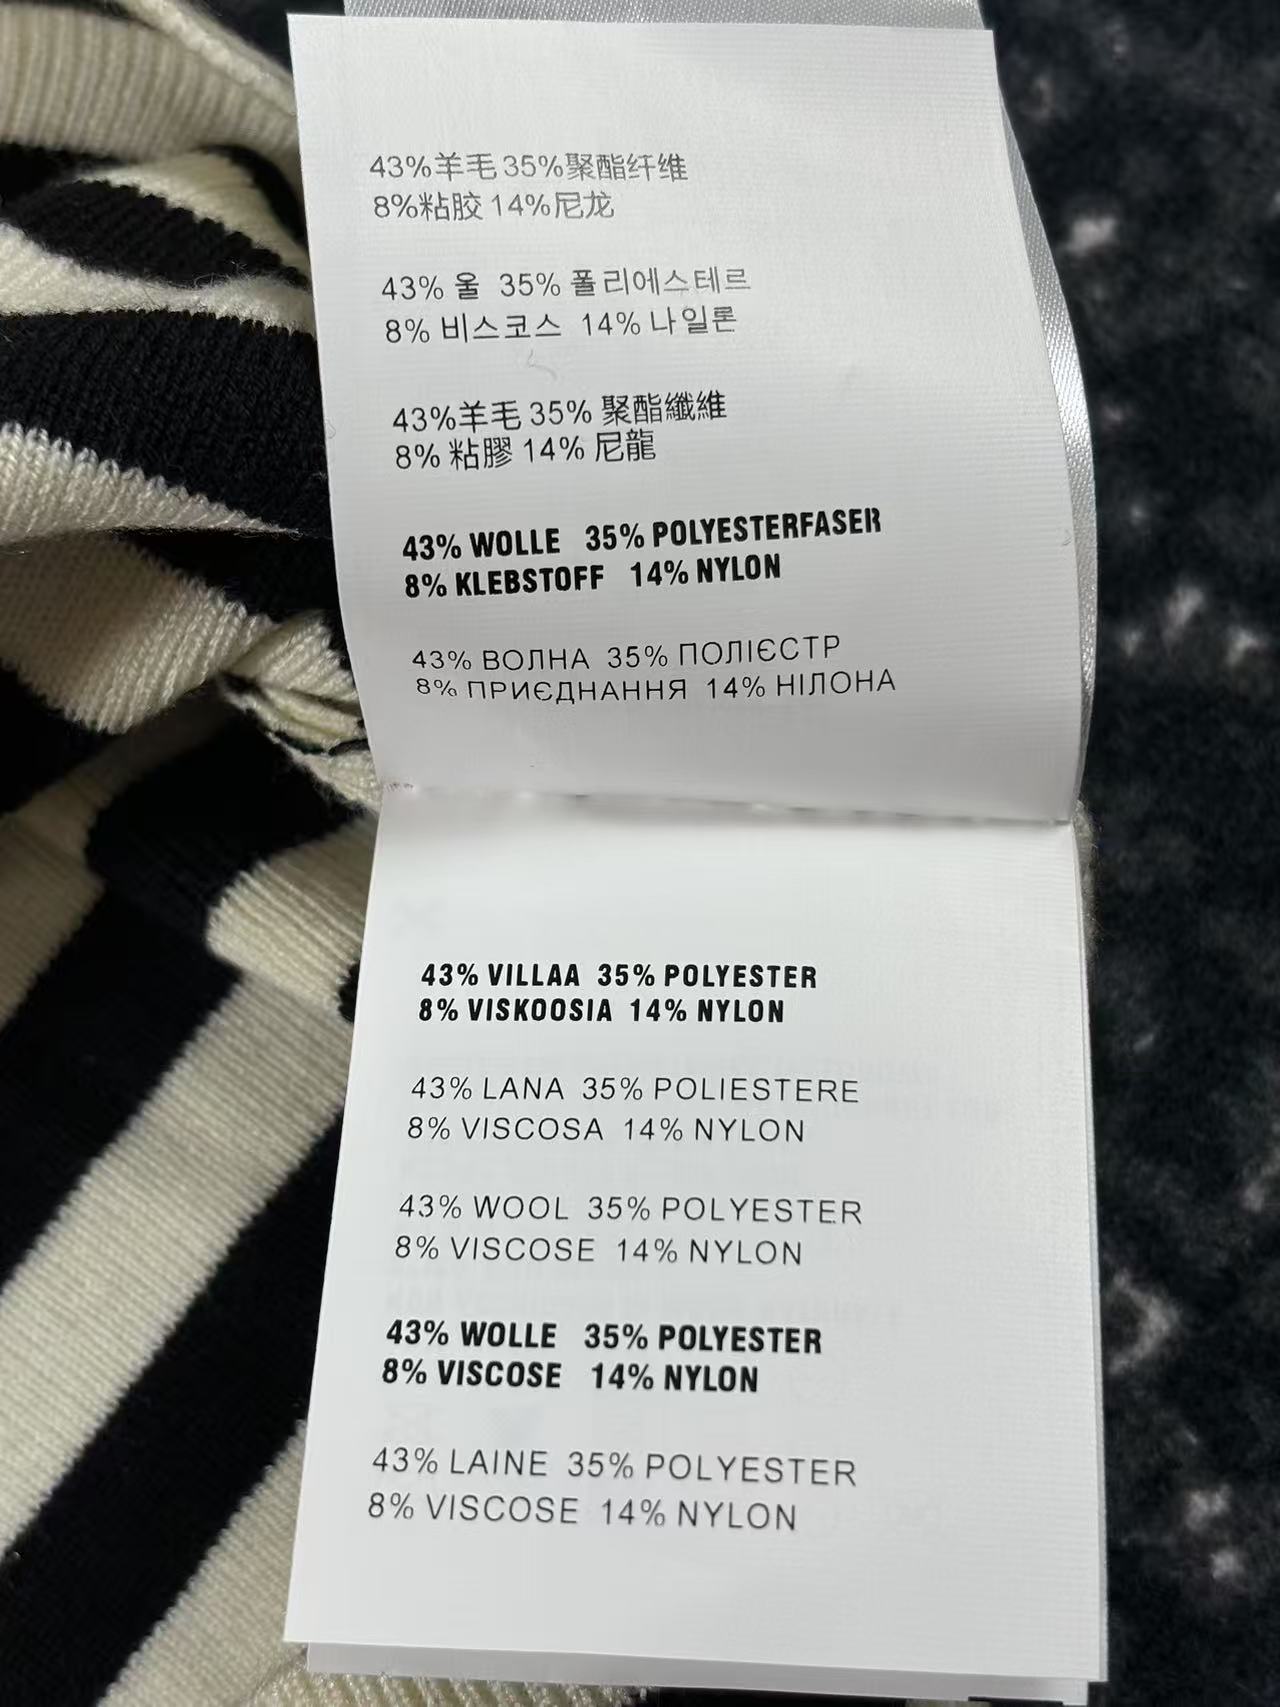 43%羊毛 35%聚酯纤维
8%粘胶 14%尼龙
43% 울 35% 폴리에스테르
8% 비스코스 14% 나일론
43%羊毛 35% 聚酯纖維
8% 粘膠 14% 尼龍
43% WOLLE 35% POLYESTERFASER
8% KLEBSTOFF 14% NYLON
43% ВОЛНА 35% ПОЛІЄСТР
8% ПРИЄДНАННЯ 14% НІЛОНА
43% VILLAA 35% POLYESTER
8% VISKOOSIA 14% NYLON
43% LANA 35% POLIESTERE
8% VISCOSA 14% NYLON
43% WOOL 35% POLYESTER
8% VISCOSE 14% NYLON
43% WOLLE 35% POLYESTER
8% VISCOSE 14% NYLON
43% LAINE 35% POLYESTER
8% VISCOSE 14% NYLON